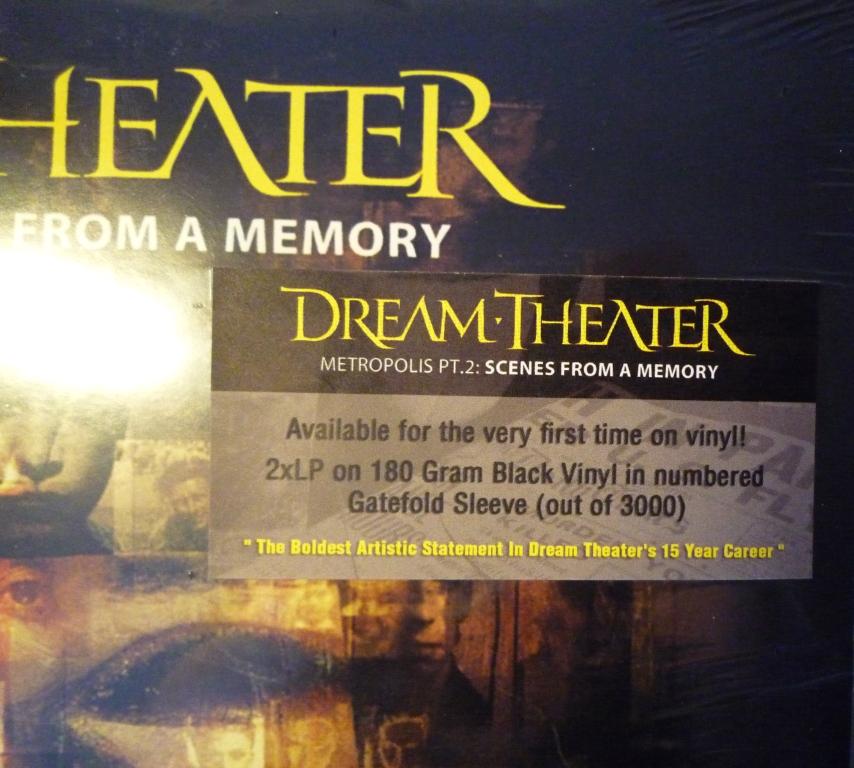 HEATER
FROM A MEMORY
DREAM·THEATER
METROPOLIS PT.2: SCENES FROM A MEMORY
Available for the very first time on vinyl!
2xLP on 180 Gram Black Vinyl in numbered
Gatefold Sleeve (out of 3000)
" The Boldest Artistic Statement In Dream Theater's 15 Year Career "